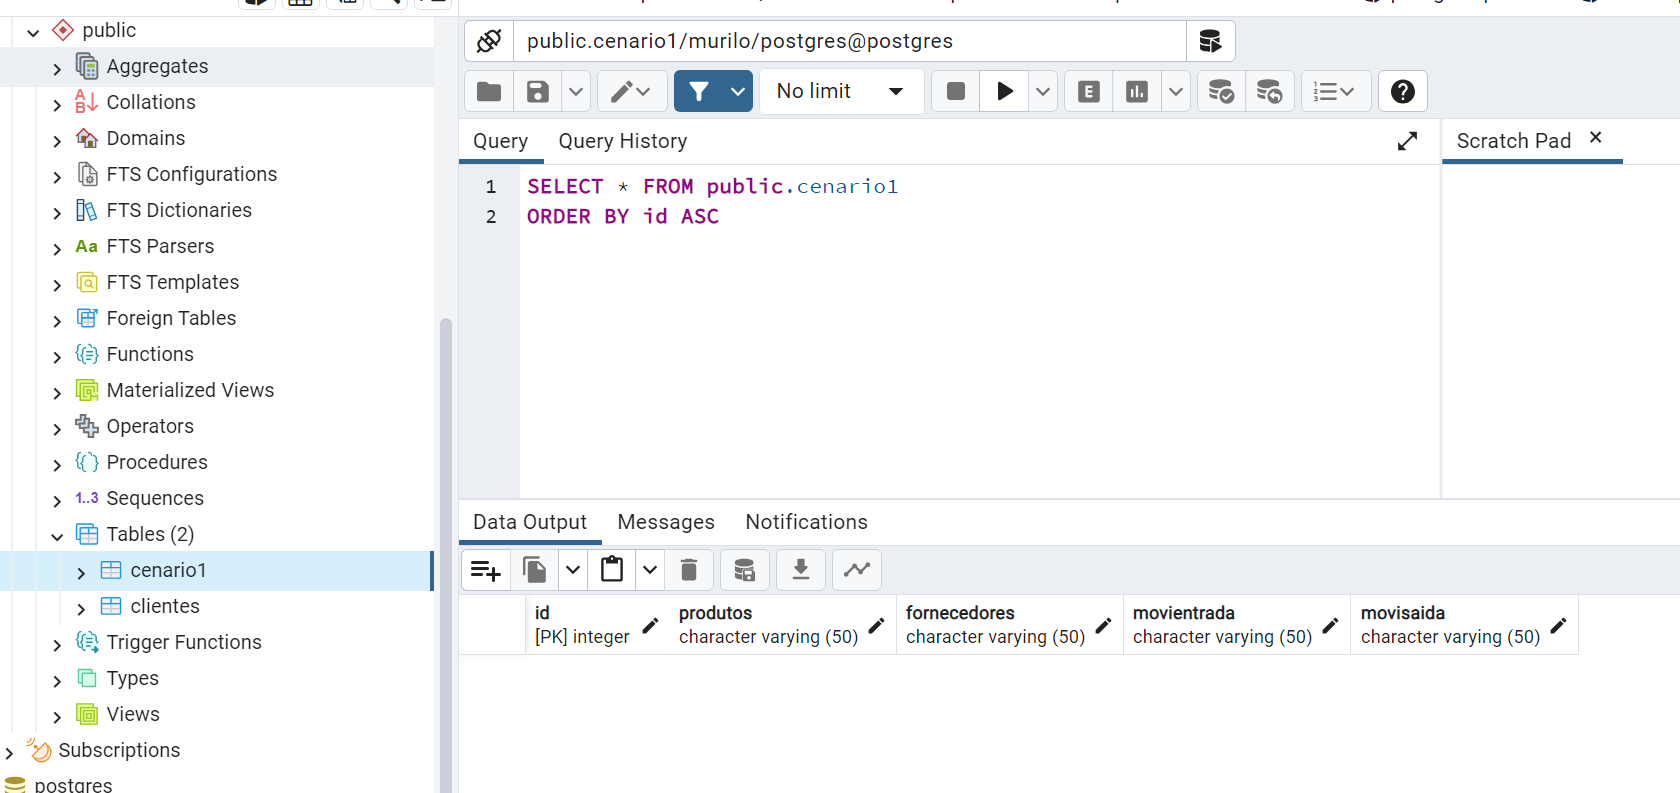 public
Aggregates
Collations
Domains
FTS Configurations
FTS Dictionaries
Aa FTS Parsers
FTS Templates
Foreign Tables
Functions
Materialized Views
Operators
Procedures
1..3 Sequences
Tables (2)
cenario1
clientes
Trigger Functions
Types
Views
Subscriptions
postgres
public.cenario1/murilo/postgres@postgres
No limit
E
Query
Query History
Scratch Pad
1 SELECT * FROM public.cenario1
2 ORDER BY id ASC
Data Output
Messages
Notifications
id
[PK] integer
produtos
character varying (50)
fornecedores
character varying (50)
movientrada
character varying (50)
movisaida
character varying (50)